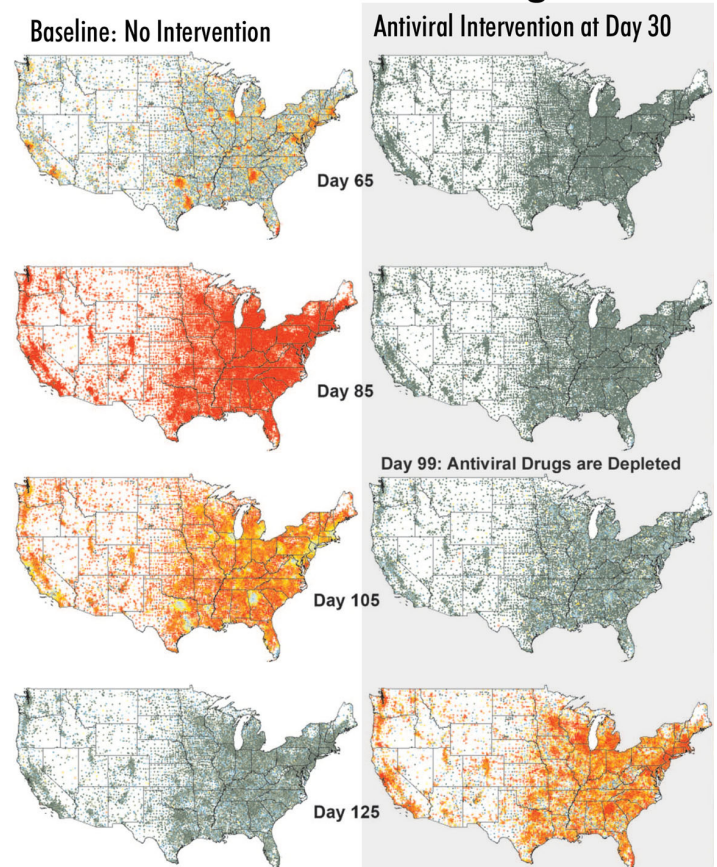 Baseline: No Intervention
Antiviral Intervention at Day 30
Day 65
Day 85
Day 99: Antiviral Drugs are Depleted
Day 105
Day 125